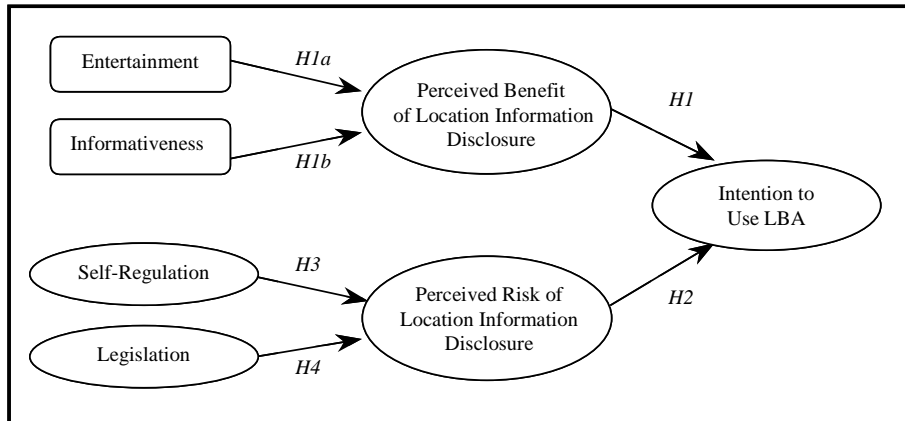 Entertainment
H1a
Informativeness
H1b
Perceived Benefit
of Location Information
Disclosure
H1
Intention to
Use LBA
Self-Regulation
H3
Legislation
H4
Perceived Risk of
Location Information
Disclosure
H2